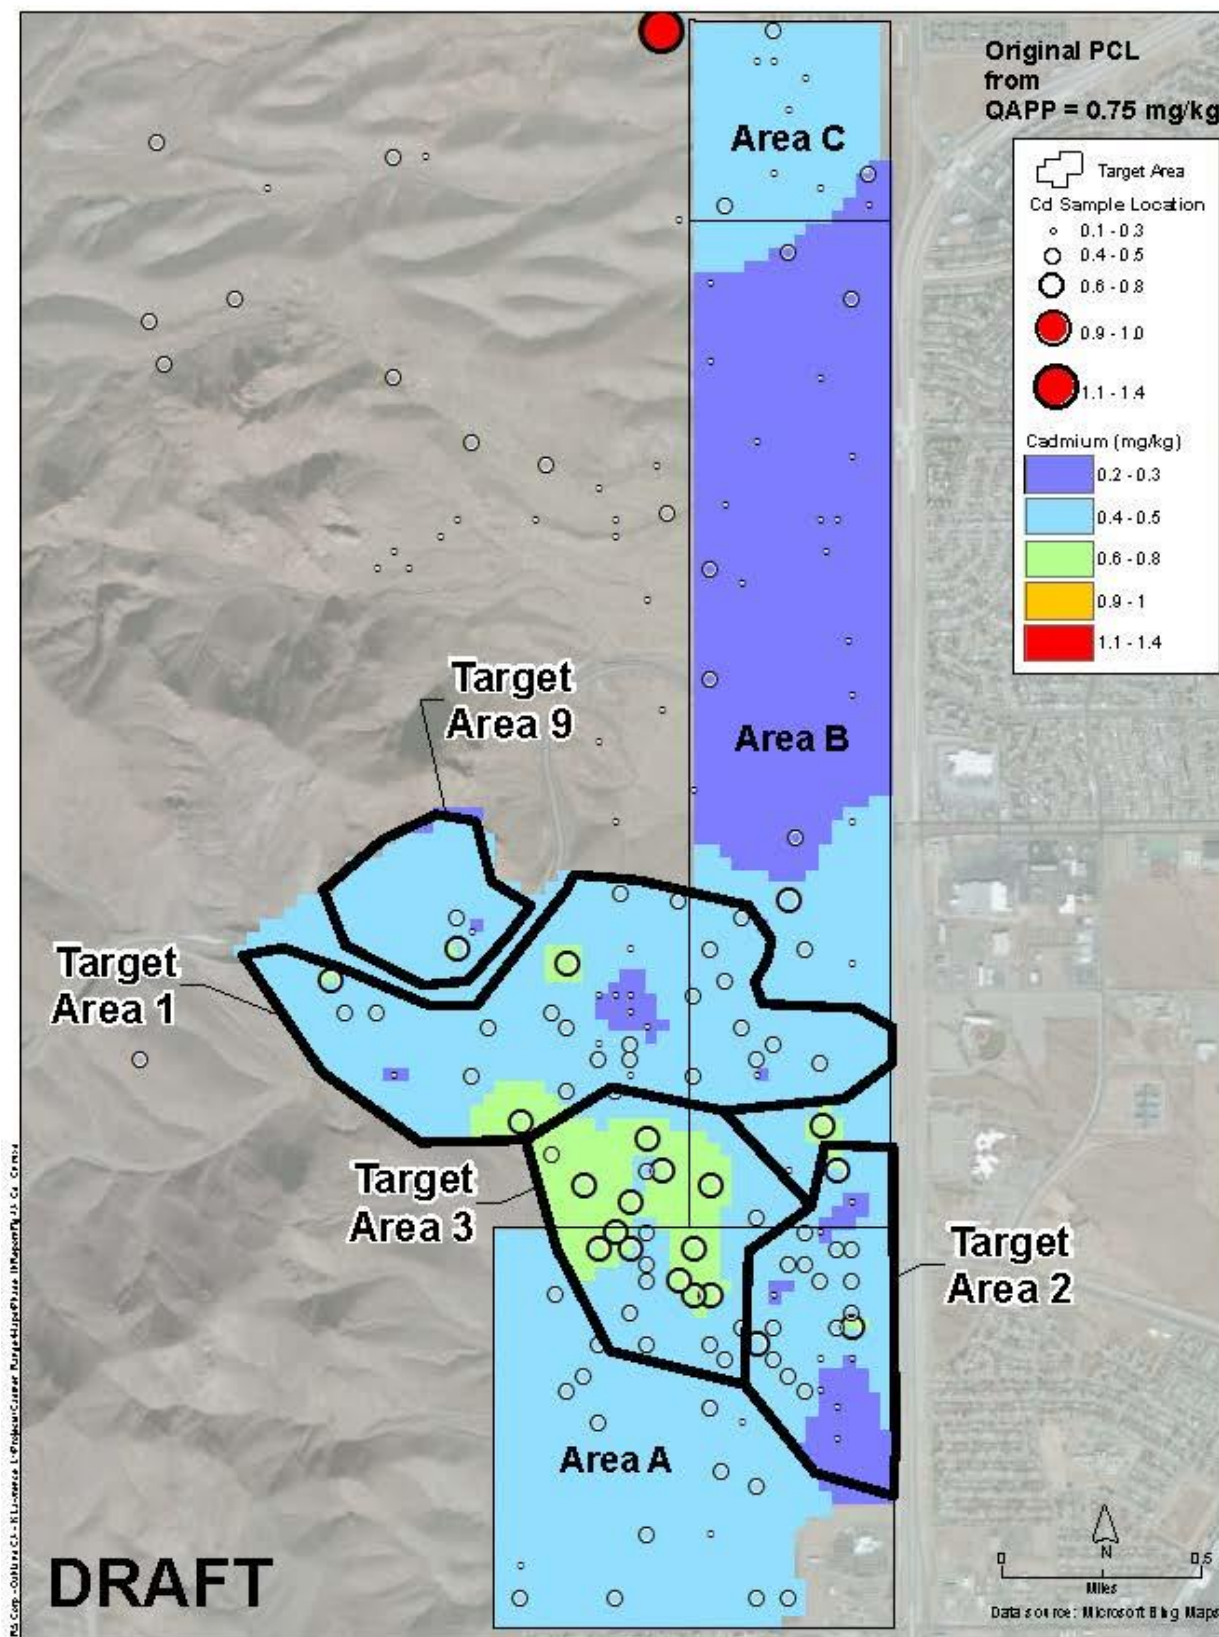 Original PCL
from
QAPP = 0.75 mg/kg
Target Area
Cd Sample Location
0.1 - 0.3
0.4 - 0.5
0.6 - 0.8
0.9 - 1.0
1.1 - 1.4
Cadmium (mg/kg)
0.2 - 0.3
0.4 - 0.5
0.6 - 0.8
0.9 - 1
1.1 - 1.4
Area C
Area B
Target
Area 9
Target
Area 1
Target
Area 3
Target
Area 2
Area A
DRAFT
N
0
0.5
Miles
Data source: Microsoft Bing Maps